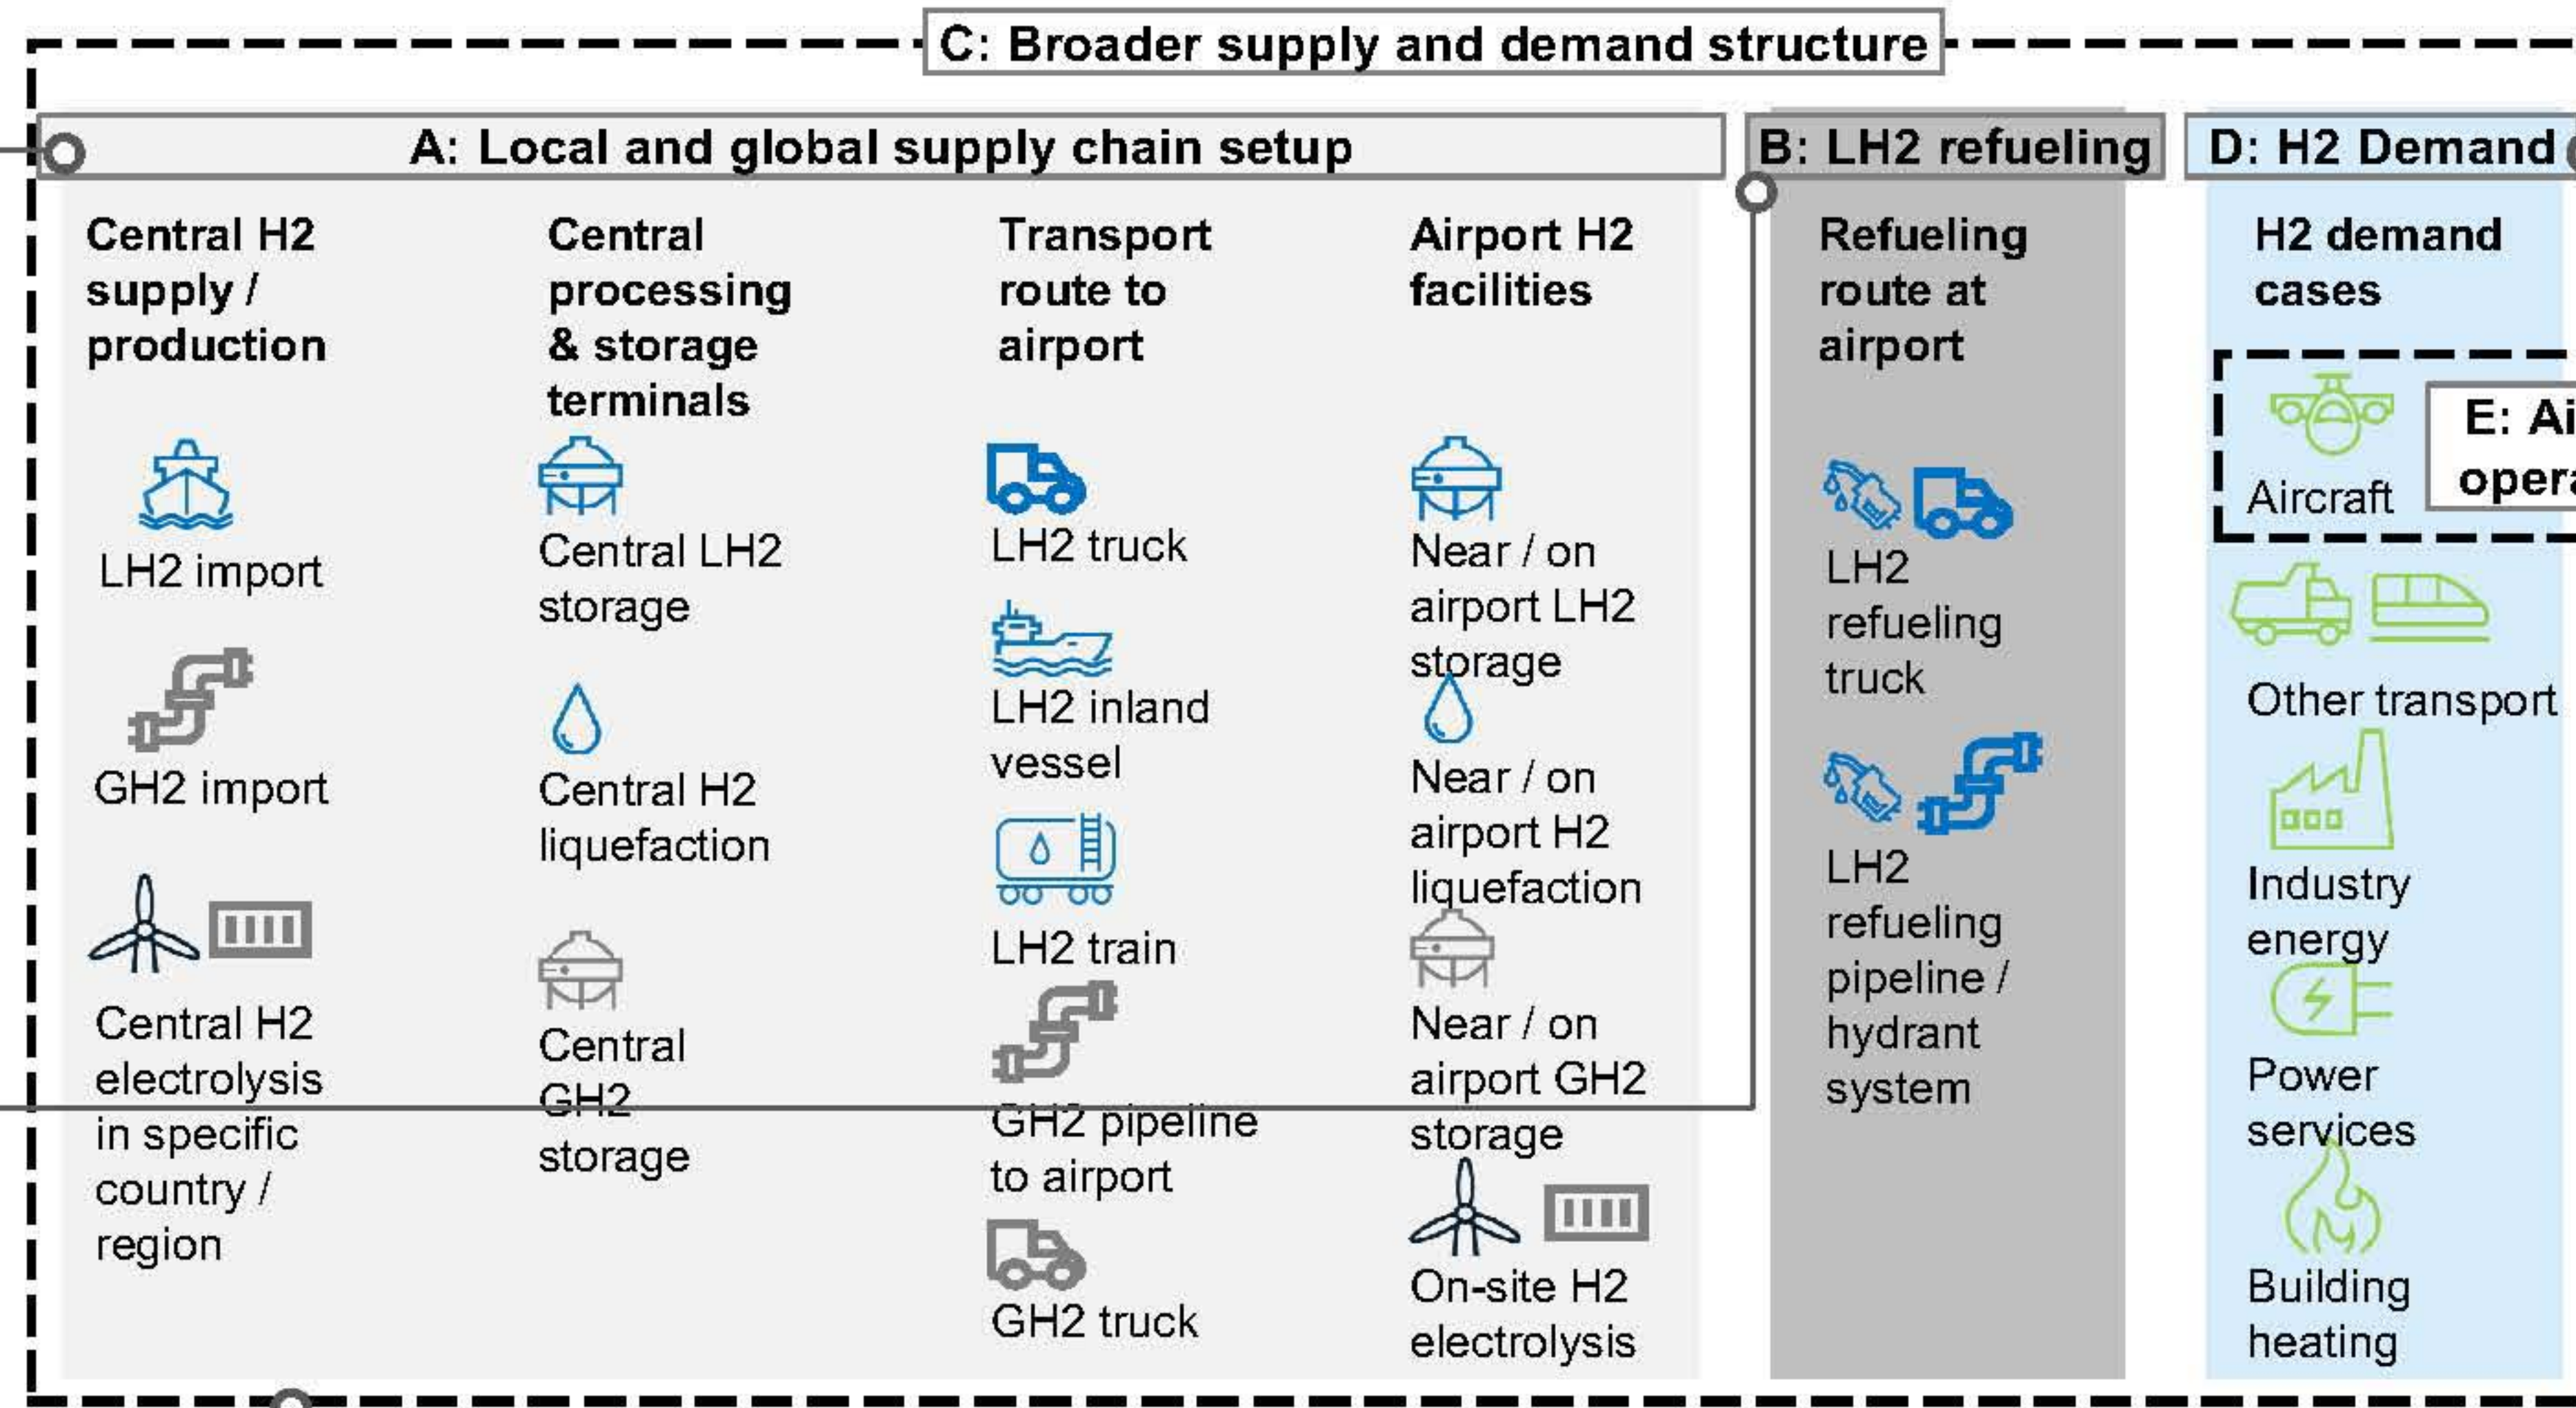 C: Broader supply and demand structure
A: Local and global supply chain setup
B: LH2 refueling
D: H2 Demand
Central H2
supply /
production
LH2 import
GH2 import
Central H2
electrolysis
in specific
country /
region
Central
processing
& storage
terminals
Central LH2
storage
Central H2
liquefaction
Central
GH2
storage
Transport
route to
airport
LH2 truck
LH2 inland
vessel
LH2 train
GH2 pipeline
to airport
GH2 truck
Airport H2
facilities
Near / on
airport LH2
storage
Near / on
airport H2
liquefaction
Near / on
airport GH2
storage
On-site H2
electrolysis
Refueling
route at
airport
LH2
refueling
truck
LH2
refueling
pipeline /
hydrant
system
H2 demand
cases
Aircraft
E:
Other transport
Industry
energy
Power
services
Building
heating